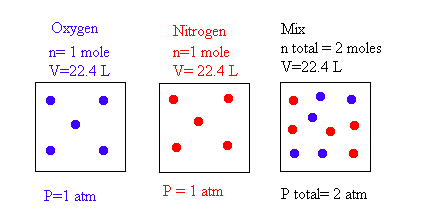 Oxygen
n= 1 mole
V=22.4 L
P=1 atm
Nitrogen
n=1 mole
V= 22.4 L
P = 1 atm
Mix
n total = 2 moles
V=22.4 L
P total= 2 atm